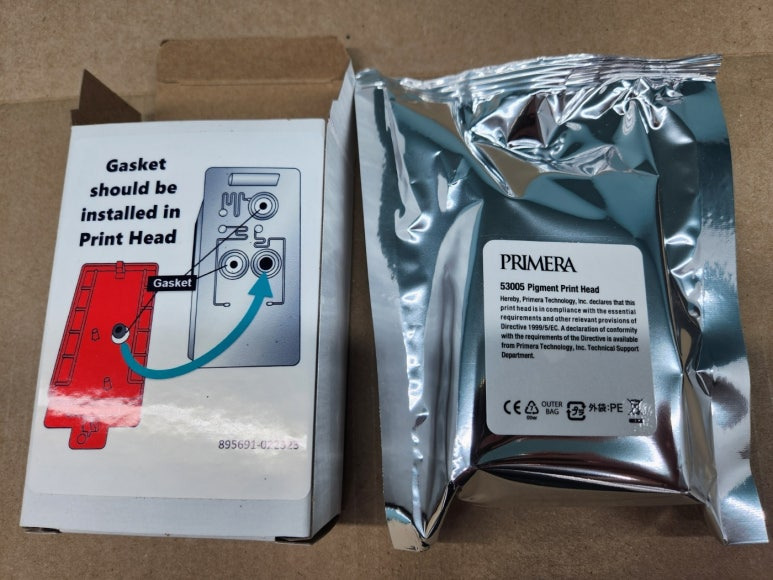 Gasket
should be
installed in
Print Head
Gasket
895691-022323
PRIMERA
53005 Pigment Print Head
Hereby, Primera Technology, Inc. declares that this
print head is in compliance with the essential
requirements and other relevant provisions of
Directive 1999/5/EC. A declaration of conformity
with the requirements of the Directive is available
from Primera Technology, Inc. Technical Support
Department.
CE OUTER BAG 外袋:PE